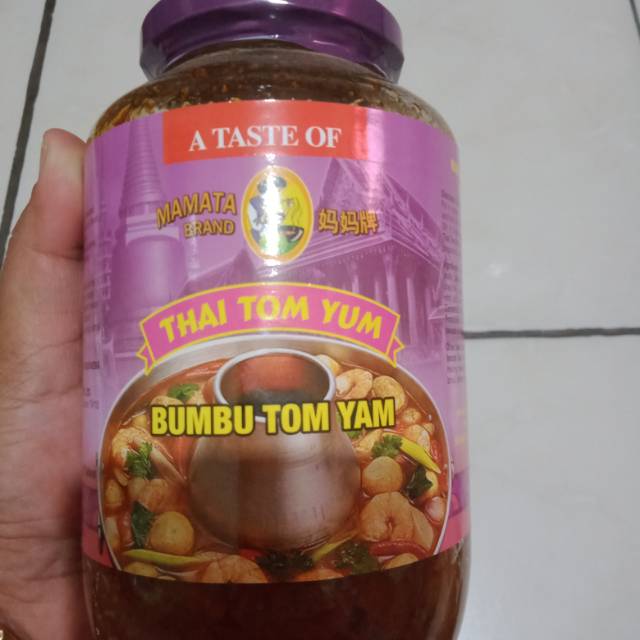 A TASTE OF
MAMATA
BRAND
妈妈牌
THAI TOM YUM
BUMBU TOM YAM